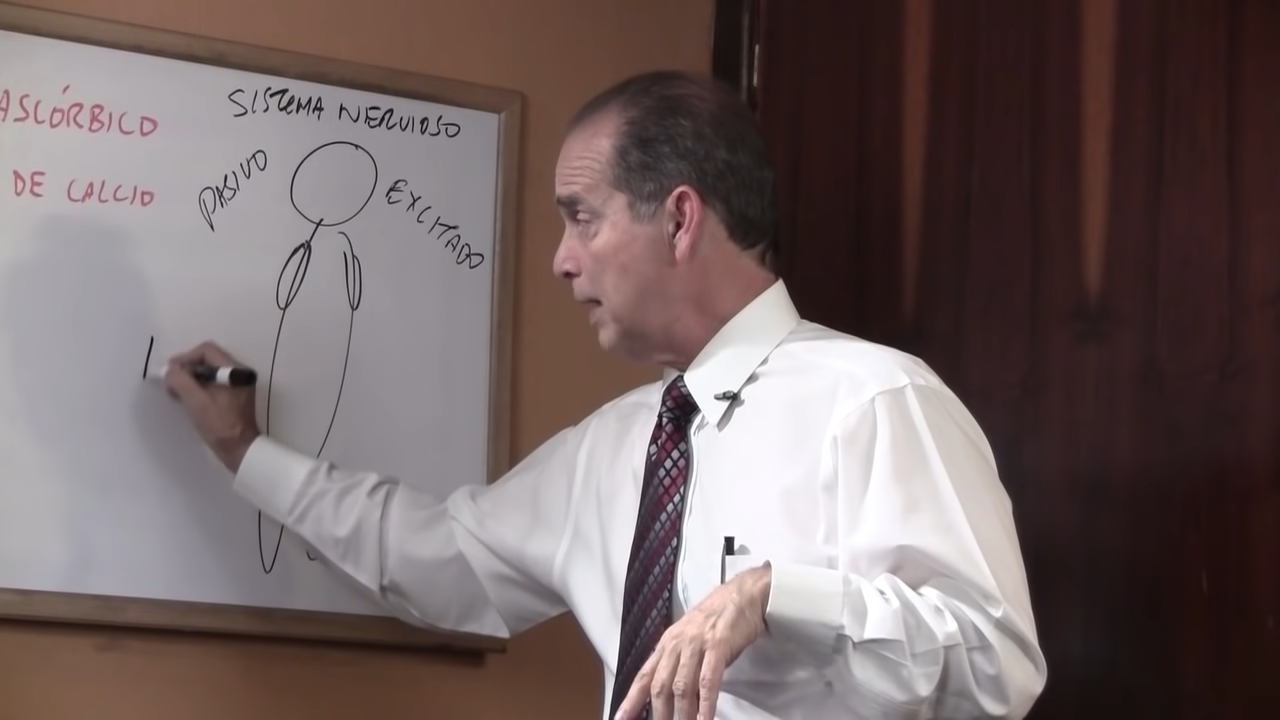 ASCÓRBICO
DE CALCIO
SISTEMA NERVIOSO
PASIVO
EXCITADO